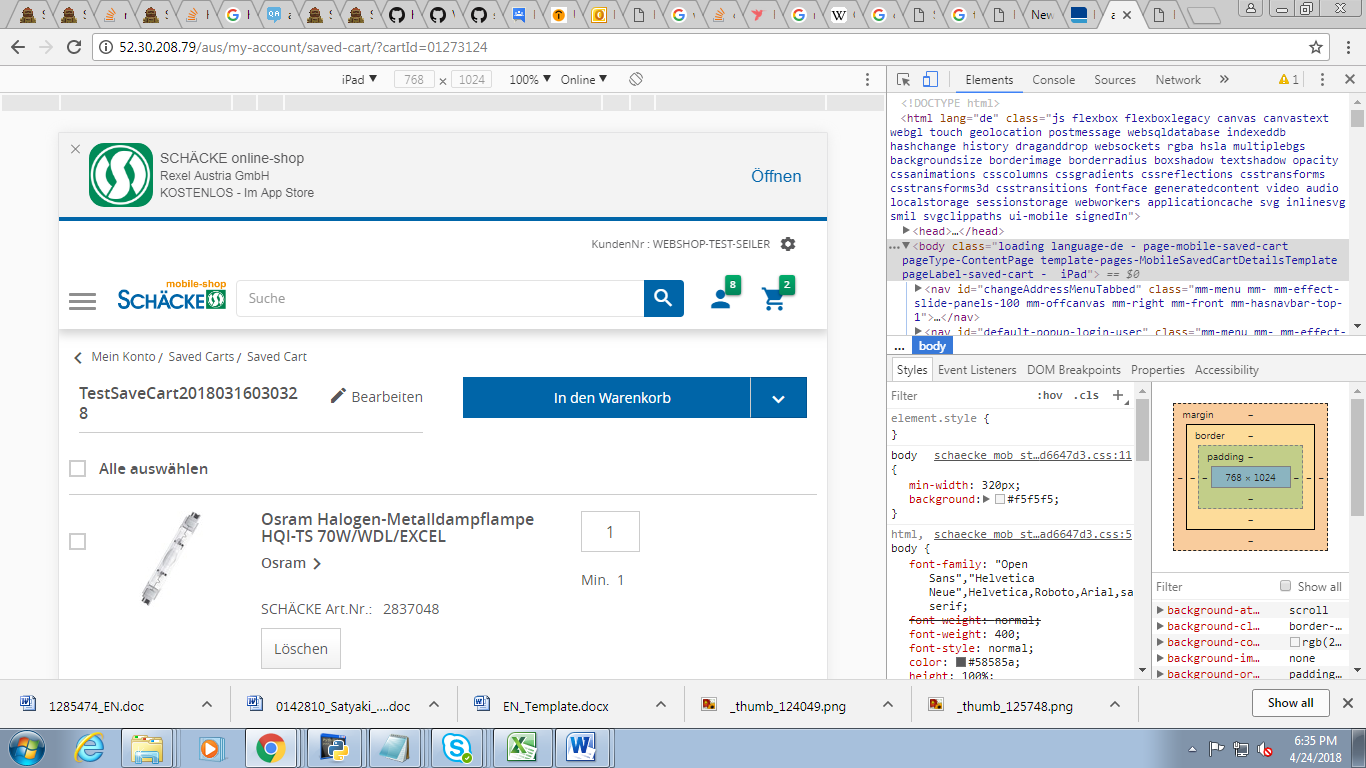 52.30.208.79/aus/my-account/saved-cart/?cartId=01273124
iPad ▼ 768 × 1024 100% ▼ Online ▼
SCHÄCKE online-shop
Rexel Austria GmbH
KOSTENLOS - Im App Store
Öffnen
KundenNr : WEBSHOP-TEST-SEILER
mobile-shop
SCHÄCKE
Suche
8
2
Mein Konto / Saved Carts / Saved Cart
TestSaveCart2018031603032
8
Bearbeiten
In den Warenkorb
Alle auswählen
Osram Halogen-Metalldampflampe
HQI-TS 70W/WDL/EXCEL
Osram
SCHÄCKE Art.Nr.: 2837048
Löschen
1
Min. 1
Elements Console Sources Network » 1
<!DOCTYPE html>
<html lang="de" class="js flexbox flexboxlegacy canvas canvastext
webgl touch geolocation postmessage websqldatabase indexeddb
hashchange history draganddrop websockets rgba hsla multiplebgs
backgroundsize borderimage borderradius boxshadow textshadow opacity
cssanimations csscolumns cssgradients cssreflections csstransforms
csstransforms3d csstransitions fontface generatedcontent video audio
localstorage sessionstorage webworkers applicationcache svg inlinesvg
smil svgclippaths ui-mobile signedIn">
<head>…</head>
<body class="loading language-de - page-mobile-saved-cart
pageType-ContentPage template-pages-MobileSavedCartDetailsTemplate
pageLabel-saved-cart - iPad"> == $0
<nav id="changeAddressMenuTabbed" class="mm-menu mm- mm-effect-
slide-panels-100 mm-offcanvas mm-right mm-front mm-hasnavbar-top-
1">…</nav>
<nav id="default-popup-login-user" class="mm-menu mm- mm-effect-
... body
Styles Event Listeners DOM Breakpoints Properties Accessibility
Filter :hov .cls +
element.style {
}
body schaecke mob st…d6647d3.css:11
{
min-width: 320px;
background: #f5f5f5;
}
html, schaecke mob st…ad6647d3.css:5
body {
font-family: "Open
Sans","Helvetica
Neue",Helvetica,Roboto,Arial,sa
serif;
font-weight: normal;
font-weight: 400;
font-style: normal;
color: #58585a;
height: 100%;
margin –
border –
padding –
– – – 768 × 1024 – – –
–
–
–
Filter Show all
background-at… scroll
background-cl… border-…
background-co… rgb(2…
background-im… none
background-or… padding…
1285474_EN.doc
0142810_Satyaki_....doc
EN_Template.docx
_thumb_124049.png
_thumb_125748.png
Show all
6:35 PM
4/24/2018